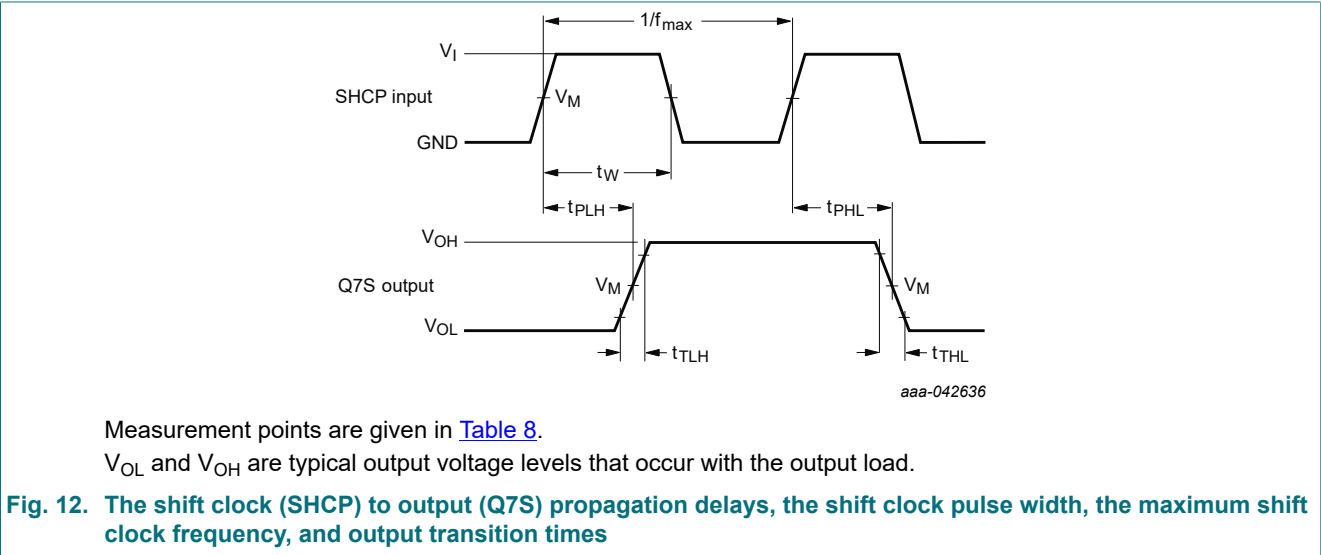 1/fmax
VI
SHCP input
VM
GND
tW
tPLH
tPHL
VOH
Q7S output
VM
VM
VOL
tTLH
tTHL
aaa-042636
Measurement points are given in Table 8.
VOL and VOH are typical output voltage levels that occur with the output load.
Fig. 12. The shift clock (SHCP) to output (Q7S) propagation delays, the shift clock pulse width, the maximum shift
clock frequency, and output transition times